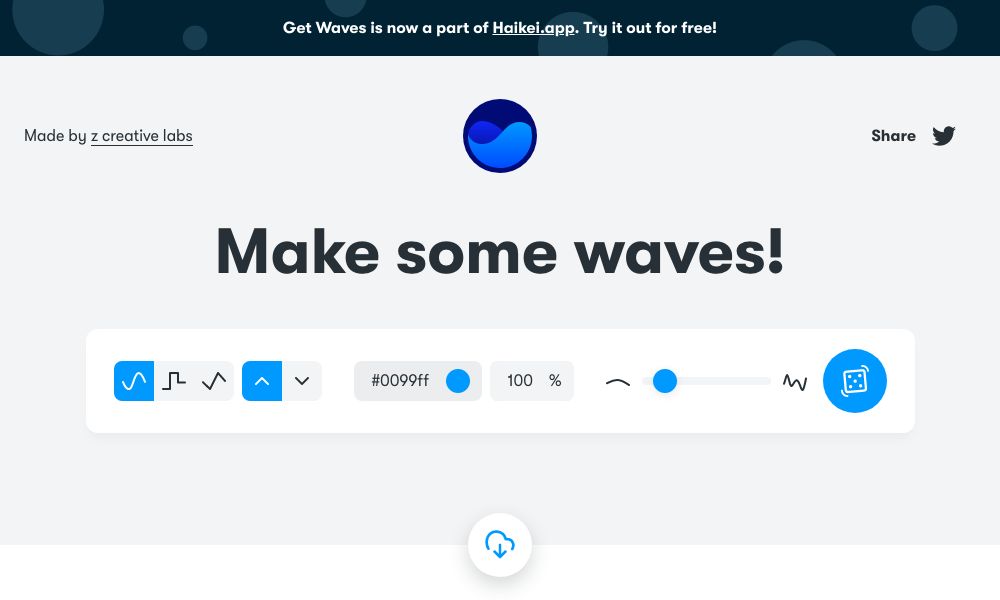 Get Waves is now a part of Haikei.app. Try it out for free!
Made by z creative labs
Share
Make some waves!
#0099ff 100 %